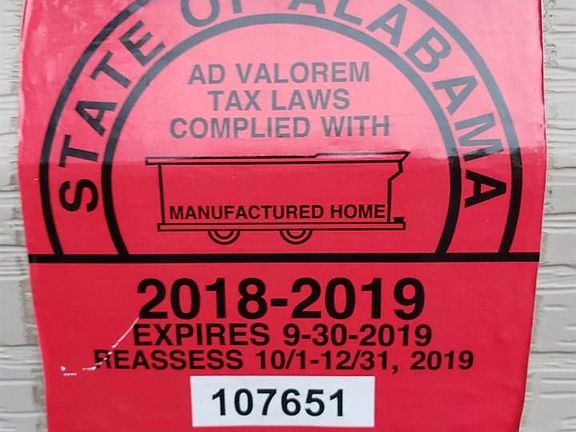 STATE OF ALABAMA
AD VALOREM
TAX LAWS
COMPLIED WITH
MANUFACTURED HOME
2018-2019
EXPIRES 9-30-2019
REASSESS 10/1-12/31, 2019
107651